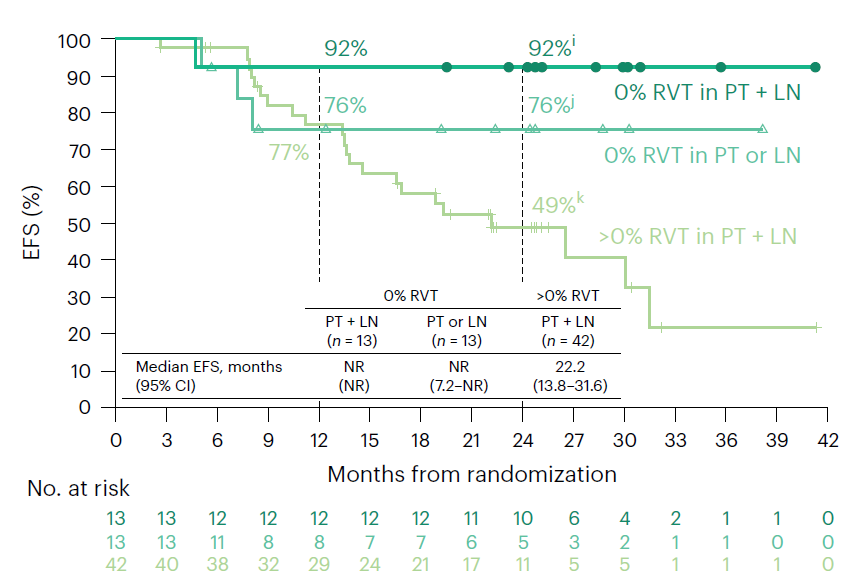 100
90
80
70
60
50
40
30
20
10
0
EFS (%)
92%
92%i
0% RVT in PT + LN
76%
76%j
0% RVT in PT or LN
77%
49%k
>0% RVT in PT + LN
0% RVT >0% RVT
PT + LN PT or LN PT + LN
(n = 13) (n = 13) (n = 42)
Median EFS, months NR NR 22.2
(95% CI) (NR) (7.2–NR) (13.8–31.6)
0 3 6 9 12 15 18 21 24 27 30 33 36 39 42
Months from randomization
No. at risk
13 13 12 12 12 12 12 11 10 6 4 2 1 1 0
13 13 11 8 8 7 7 6 5 3 2 1 1 0 0
42 40 38 32 29 24 21 17 11 5 5 1 1 1 0